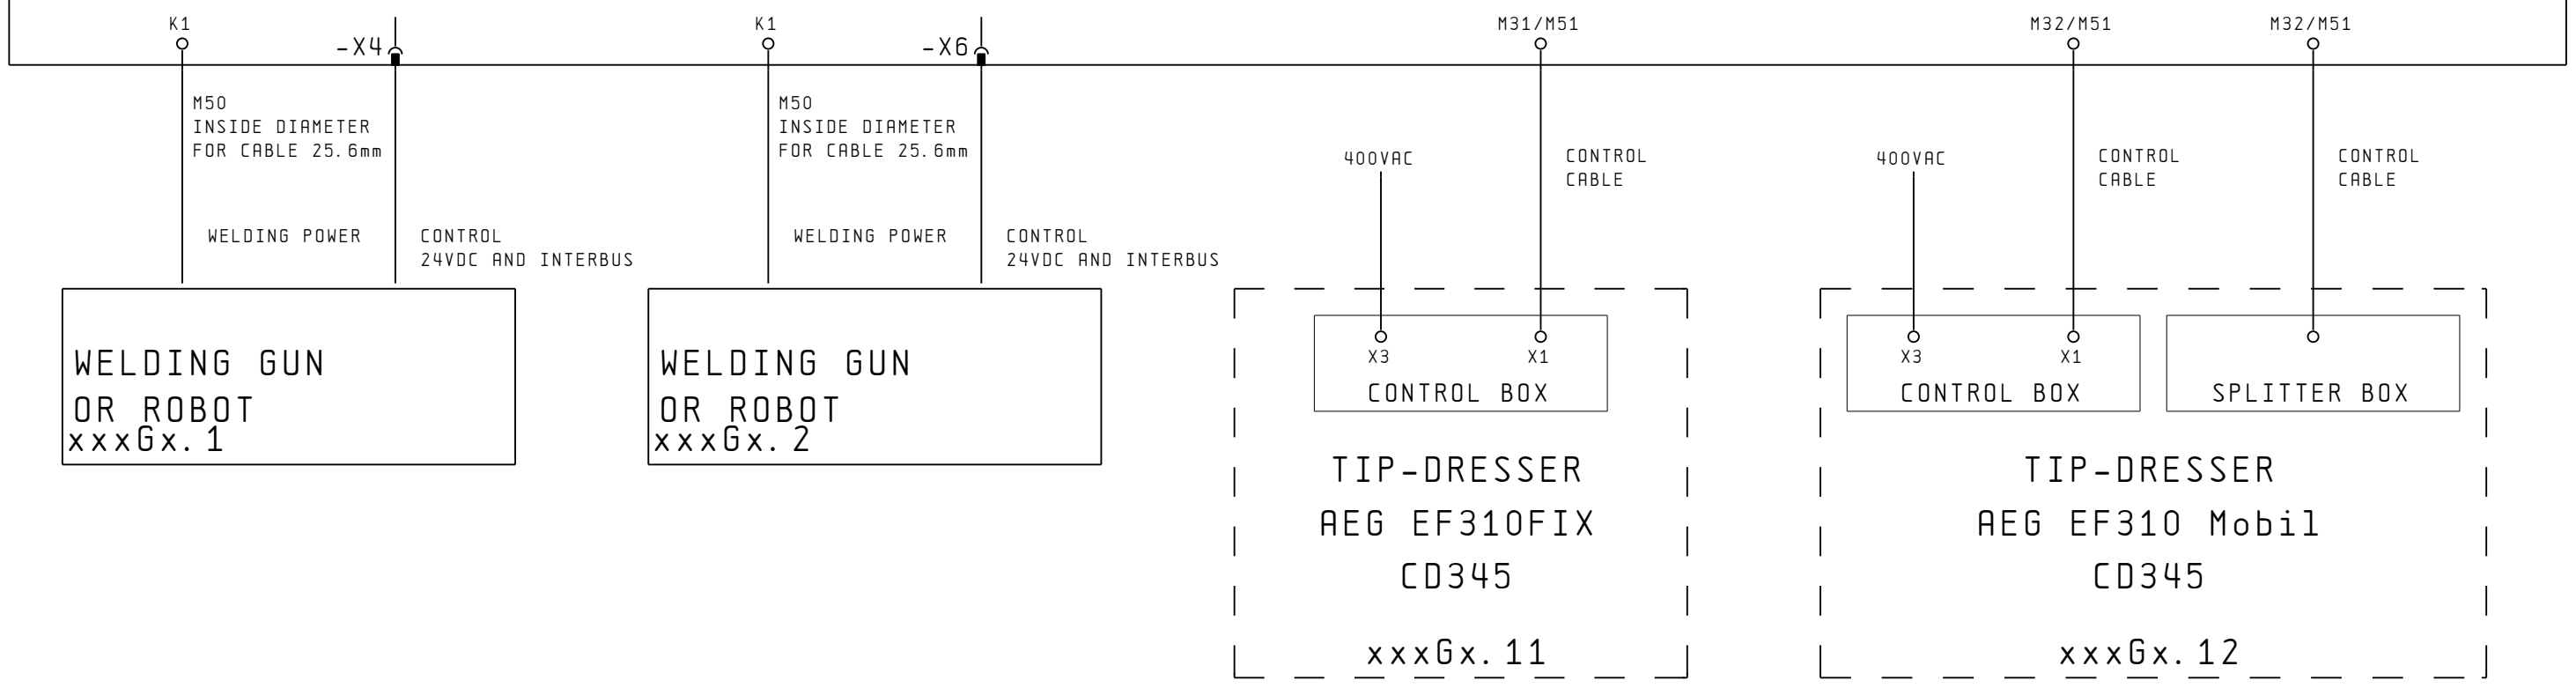 K1
-X4
K1
-X6
M31/M51
M32/M51
M32/M51
M50
INSIDE DIAMETER
FOR CABLE 25.6mm
M50
INSIDE DIAMETER
FOR CABLE 25.6mm
400VAC
CONTROL
CABLE
400VAC
CONTROL
CABLE
CONTROL
CABLE
WELDING POWER
CONTROL
24VDC AND INTERBUS
WELDING POWER
CONTROL
24VDC AND INTERBUS
WELDING GUN
OR ROBOT
xxxGx.1
WELDING GUN
OR ROBOT
xxxGx.2
X3
X1
CONTROL BOX
TIP-DRESSER
AEG EF310FIX
CD345
xxxGx.11
X3
X1
CONTROL BOX
SPLITTER BOX
TIP-DRESSER
AEG EF310 Mobil
CD345
xxxGx.12